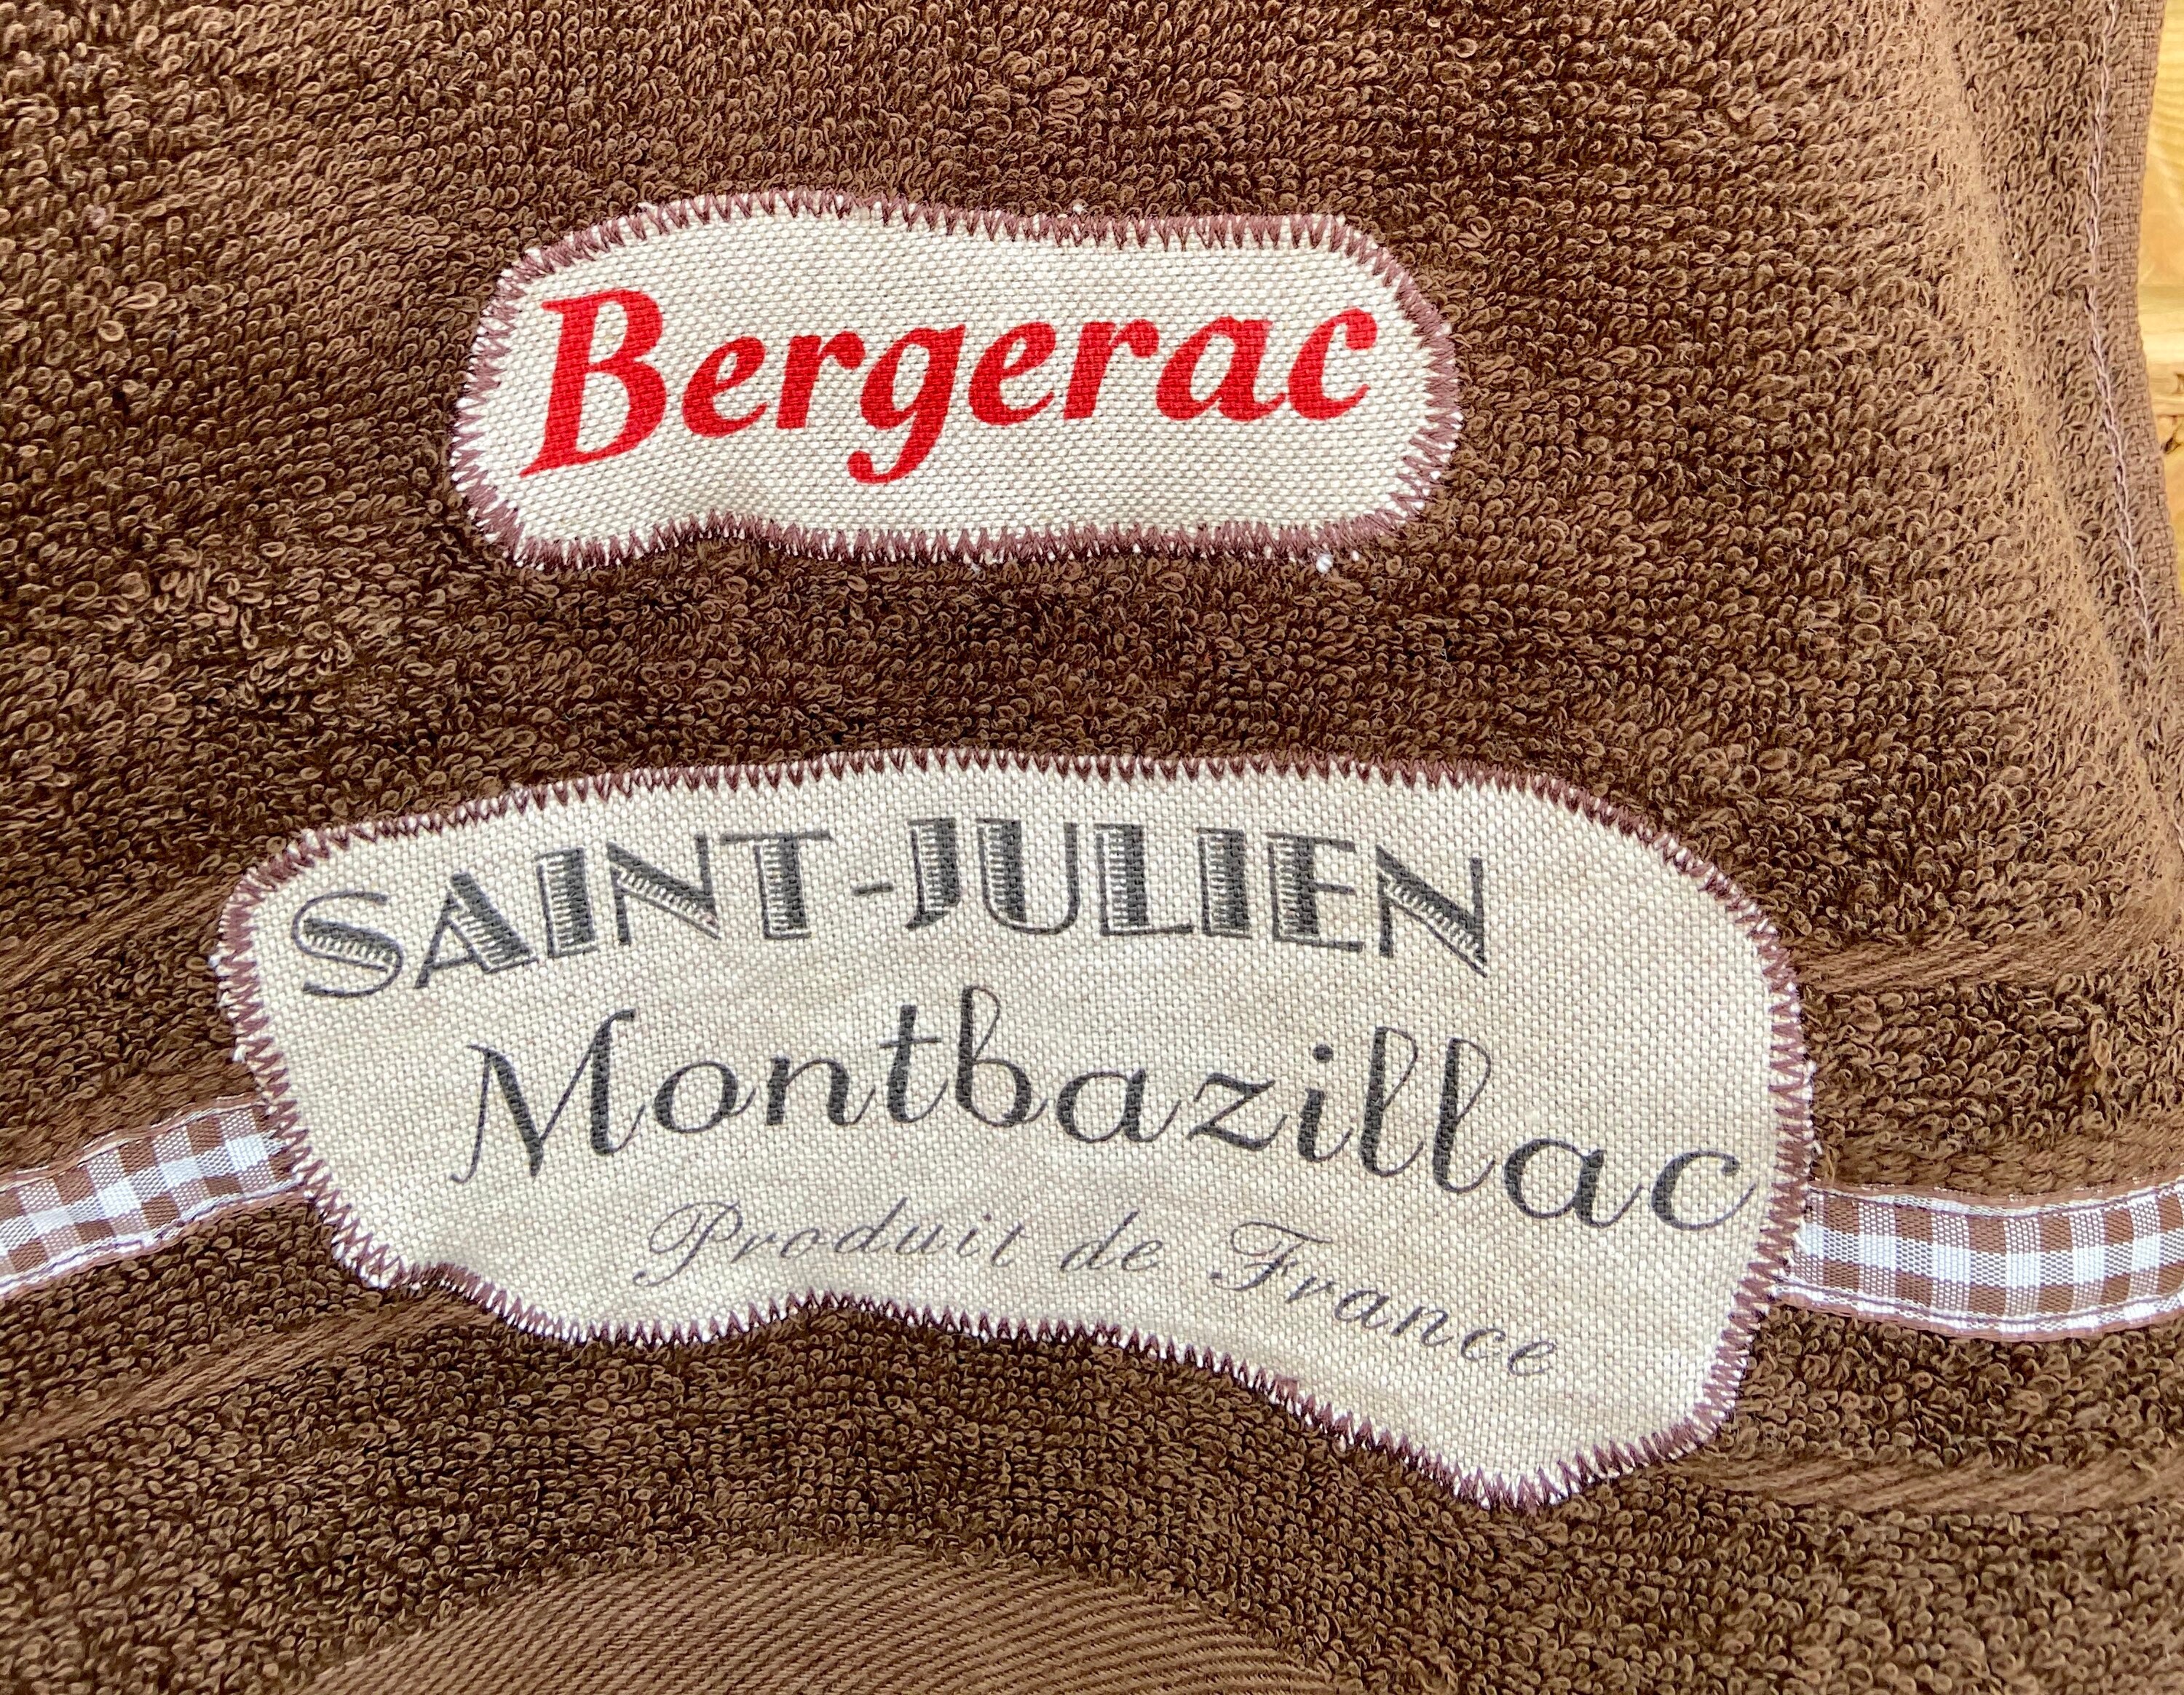 Bergerac
SAINT-JULIEN
Montbazillac
Produit de France